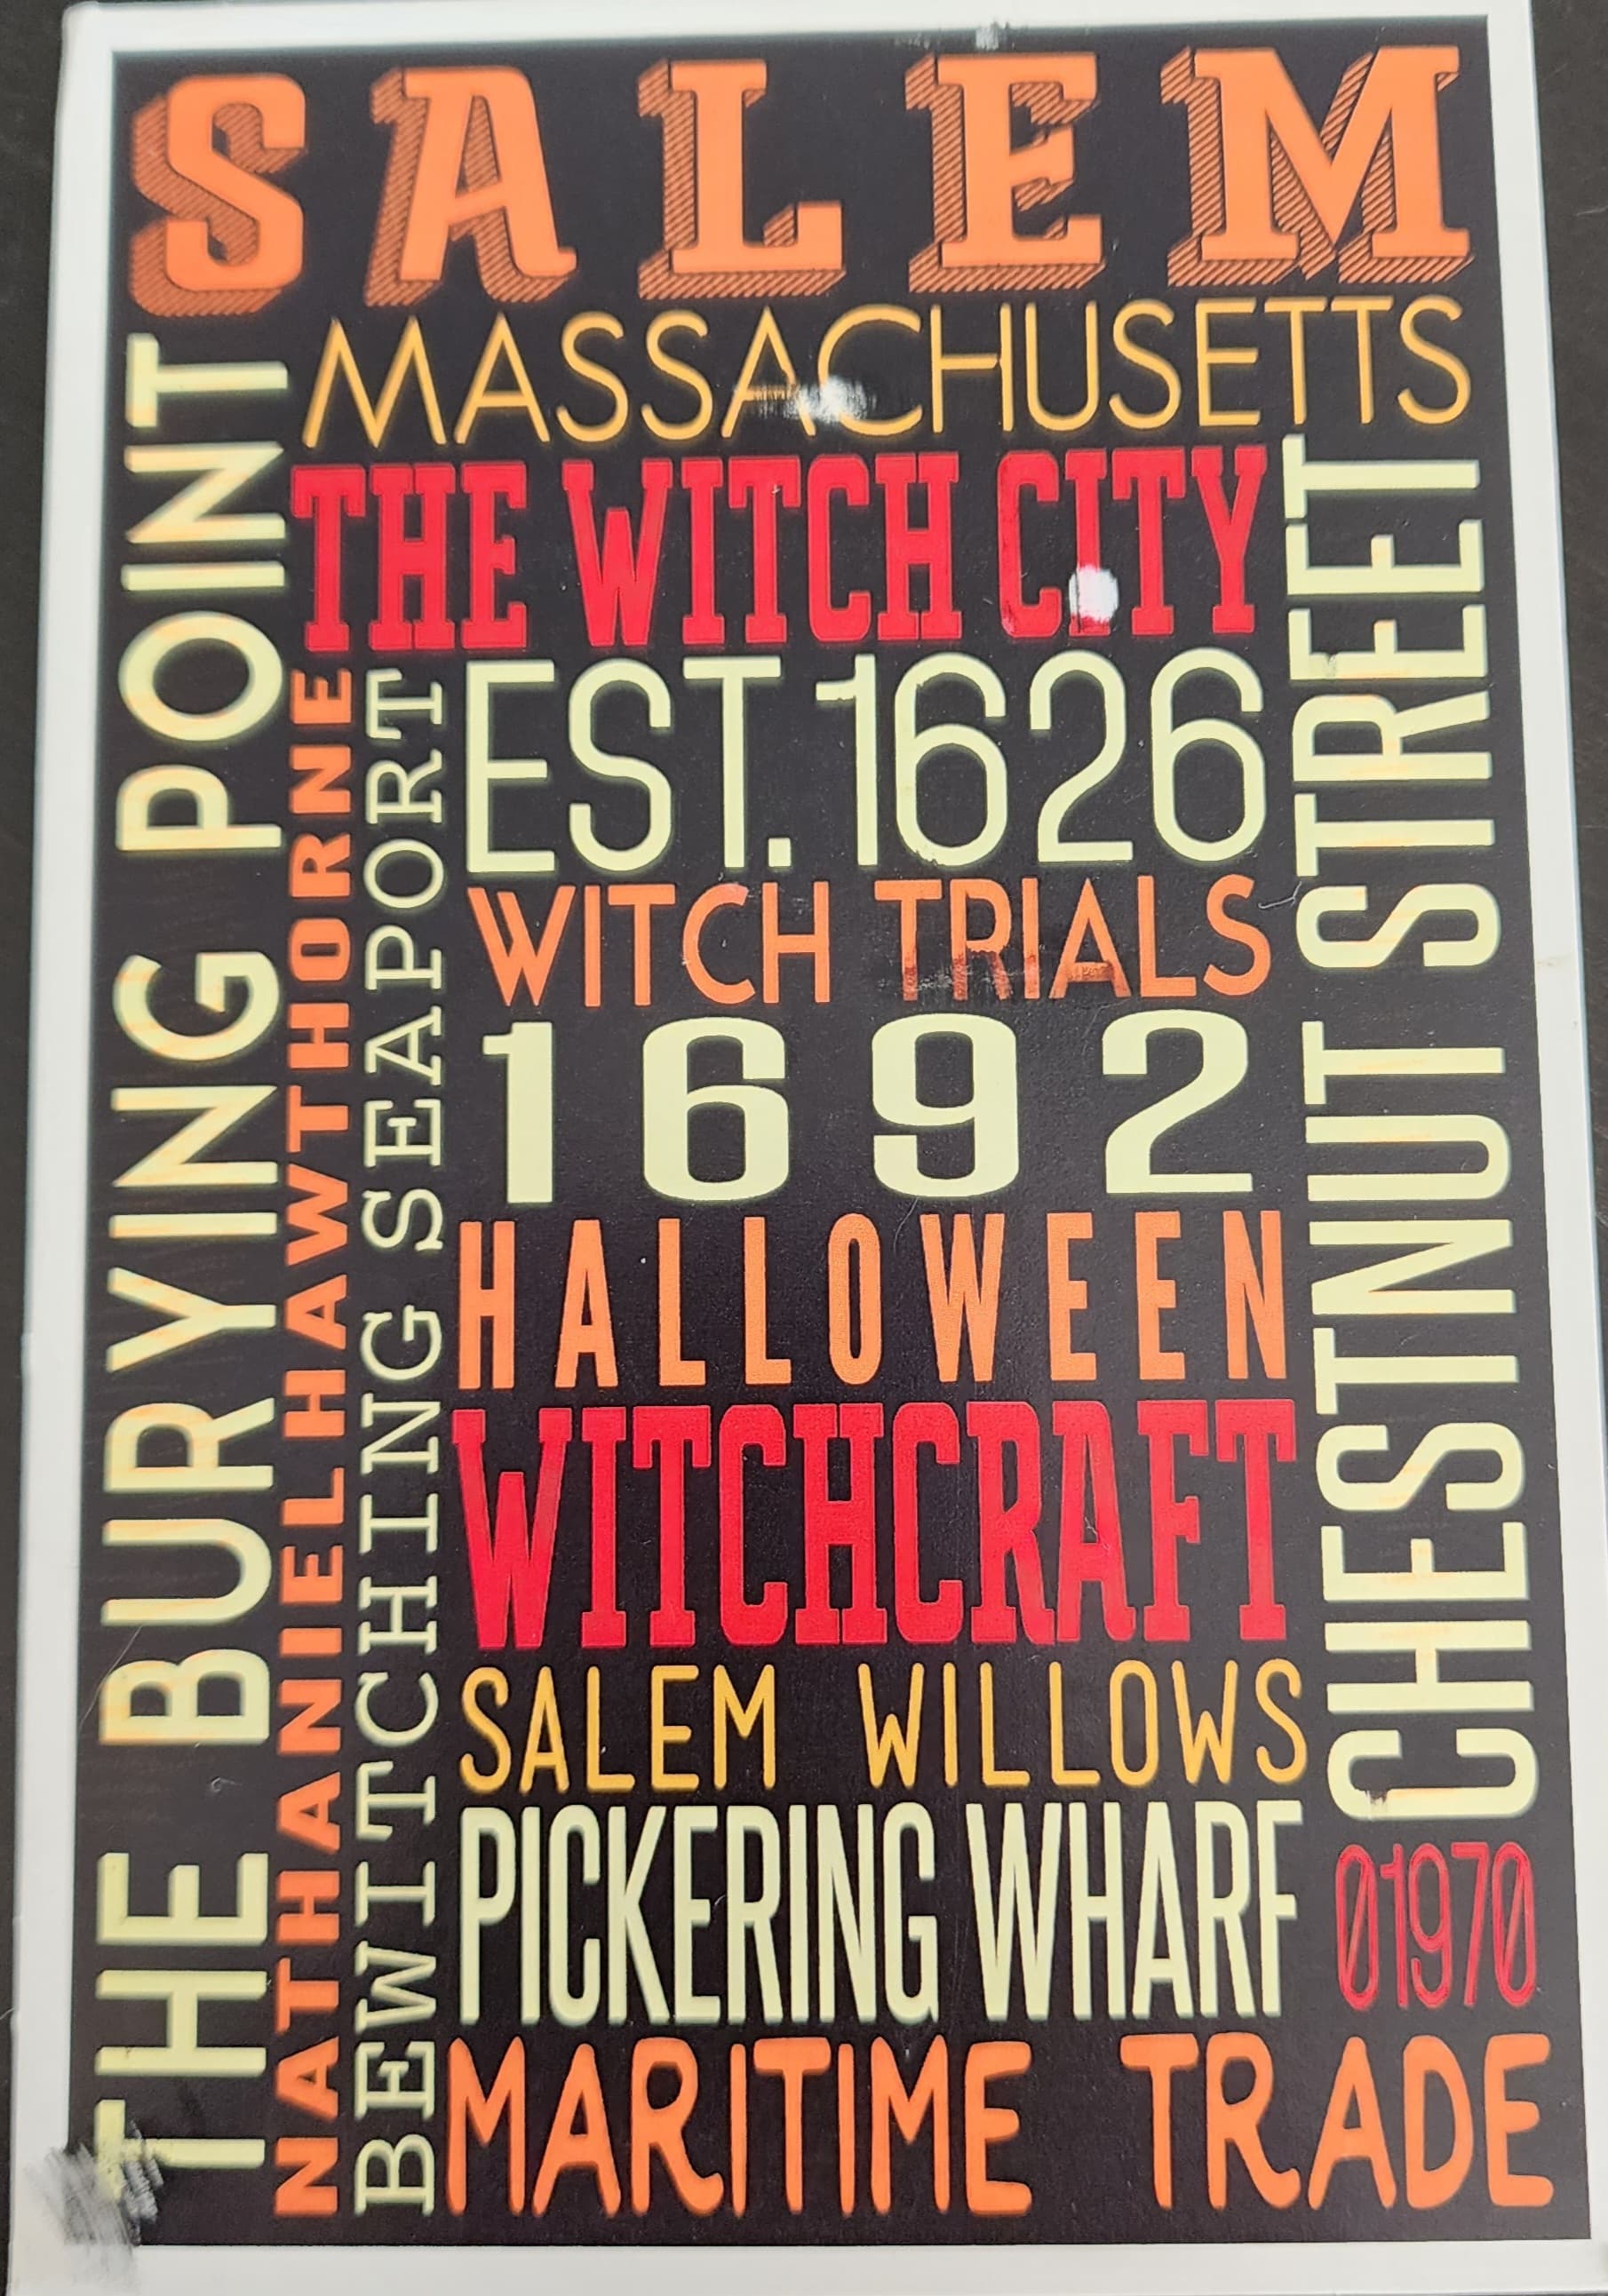 SALEM
MASSACHUSETTS
THE WITCH CITY
EST. 1626
WITCH TRIALS
1692
HALLOWEEN
WITCHCRAFT
SALEM WILLOWS
PICKERING WHARF
01970
MARITIME TRADE
THE BURYING POINT
NATHANIEL HAWTHORNE
BEWITCHING SEAPORT
CHESTNUT STREET